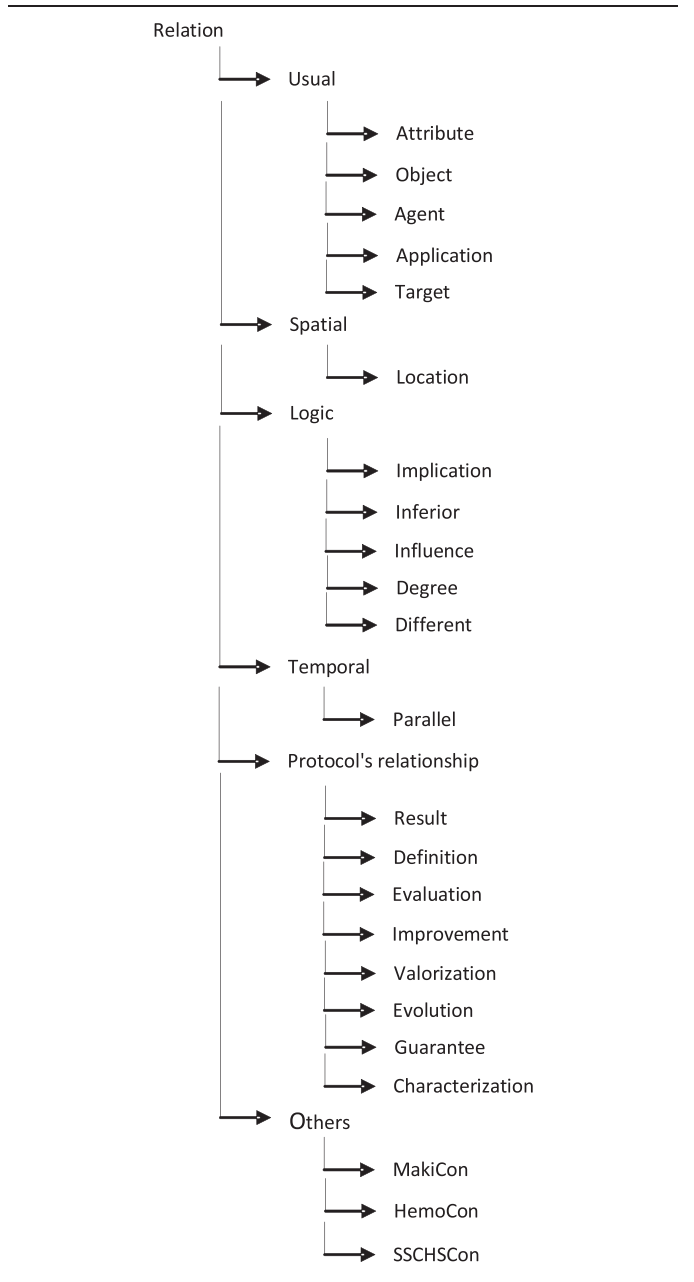 Relation
Usual
Attribute
Object
Agent
Application
Target
Spatial
Location
Logic
Implication
Inferior
Influence
Degree
Different
Temporal
Parallel
Protocol's relationship
Result
Definition
Evaluation
Improvement
Valorization
Evolution
Guarantee
Characterization
Others
MakiCon
HemoCon
SSCHSCon